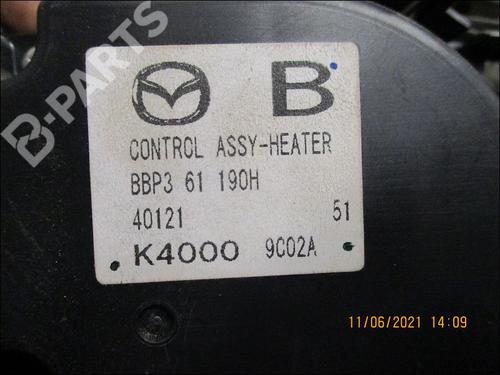 B-PARTS
B
CONTROL ASSY-HEATER
BBP3 61 190H
40121 51
K4000 9C02A
11/06/2021 14:09